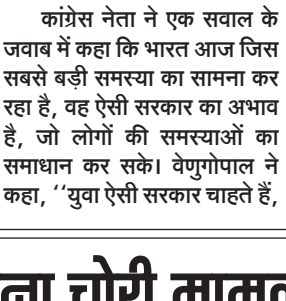 कांग्रेस नेता ने एक सवाल के
जवाब में कहा कि भारत आज जिस
सबसे बड़ी समस्या का सामना कर
रहा है, वह ऐसी सरकार का अभाव
है, जो लोगों की समस्याओं का
समाधान कर सके। वेणुगोपाल ने
कहा, ‘‘युवा ऐसी सरकार चाहते हैं,
चोरी